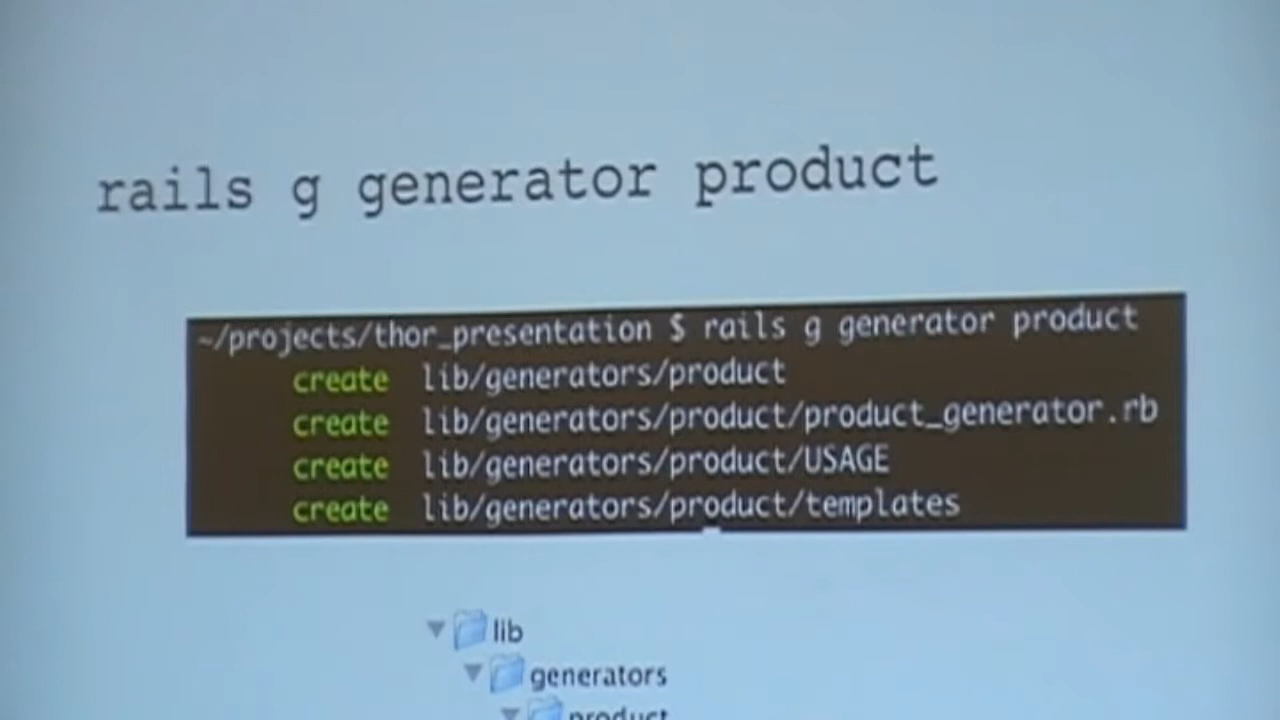 rails g generator product
~/projects/thor_presentation $ rails g generator product
create lib/generators/product
create lib/generators/product/product_generator.rb
create lib/generators/product/USAGE
create lib/generators/product/templates
lib
generators
product